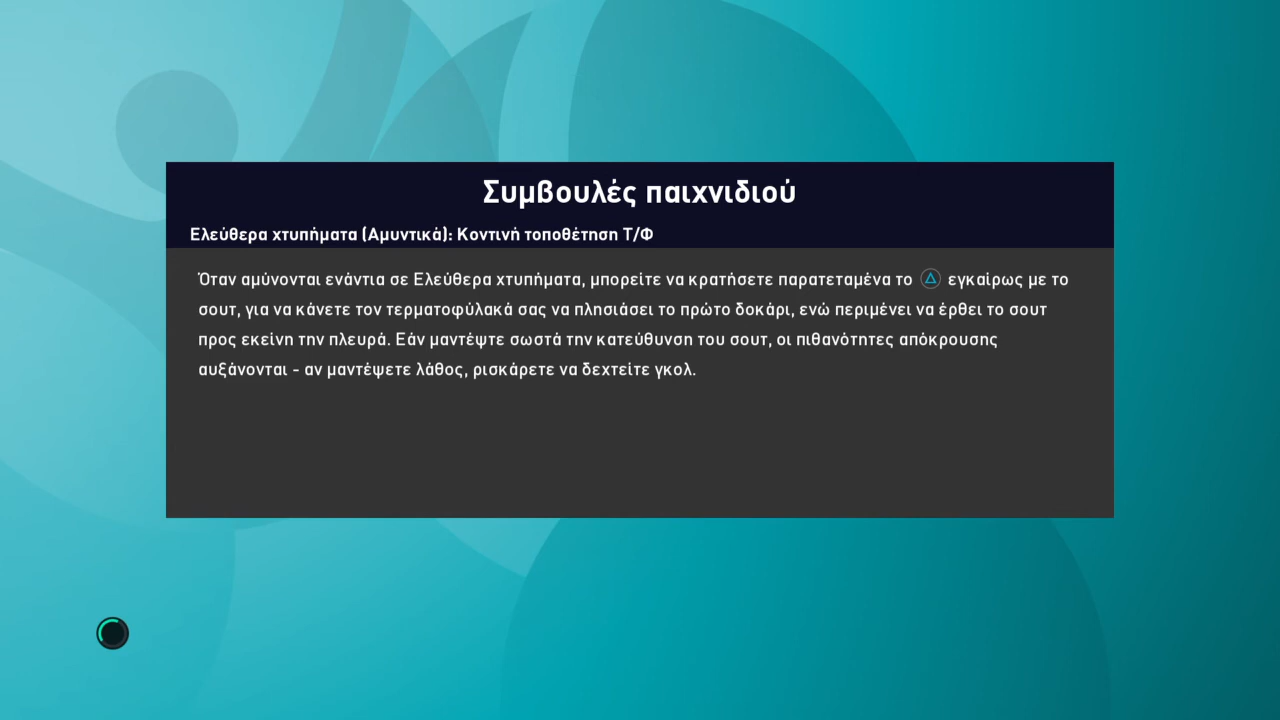 Συμβουλές παιχνιδιού
Ελεύθερα χτυπήματα (Αμυντικά): Κοντινή τοποθέτηση Τ/Φ
Όταν αμύνονται ενάντια σε Ελεύθερα χτυπήματα, μπορείτε να κρατήσετε παρατεταμένα το △ εγκαίρως με το
σουτ, για να κάνετε τον τερματοφύλακά σας να πλησιάσει το πρώτο δοκάρι, ενώ περιμένει να έρθει το σουτ
προς εκείνη την πλευρά. Εάν μαντέψτε σωστά την κατεύθυνση του σουτ, οι πιθανότητες απόκρουσης
αυξάνονται - αν μαντέψετε λάθος, ρισκάρετε να δεχτείτε γκολ.